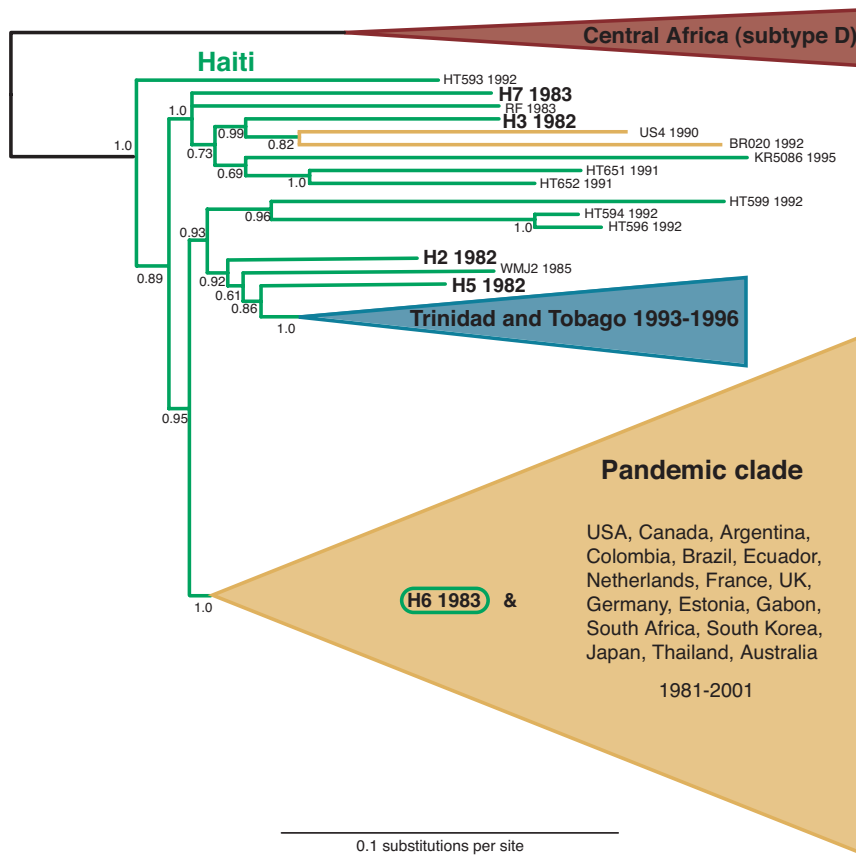 Central Africa (subtype D)
Haiti
HT593 1992
H7 1983
1.0
RF 1983
H3 1982
0.99
US4 1990
1.0
0.82
BR020 1992
0.73
KR5086 1995
0.69
HT651 1991
1.0
HT652 1991
HT599 1992
0.96
HT594 1992
1.0
HT596 1992
0.93
H2 1982
WMJ2 1985
0.89
0.92
H5 1982
0.61
0.86
Trinidad and Tobago 1993-1996
1.0
0.95
Pandemic clade
USA, Canada, Argentina,
Colombia, Brazil, Ecuador,
Netherlands, France, UK,
Germany, Estonia, Gabon,
South Africa, South Korea,
Japan, Thailand, Australia
H6 1983 &
1.0
1981-2001
0.1 substitutions per site